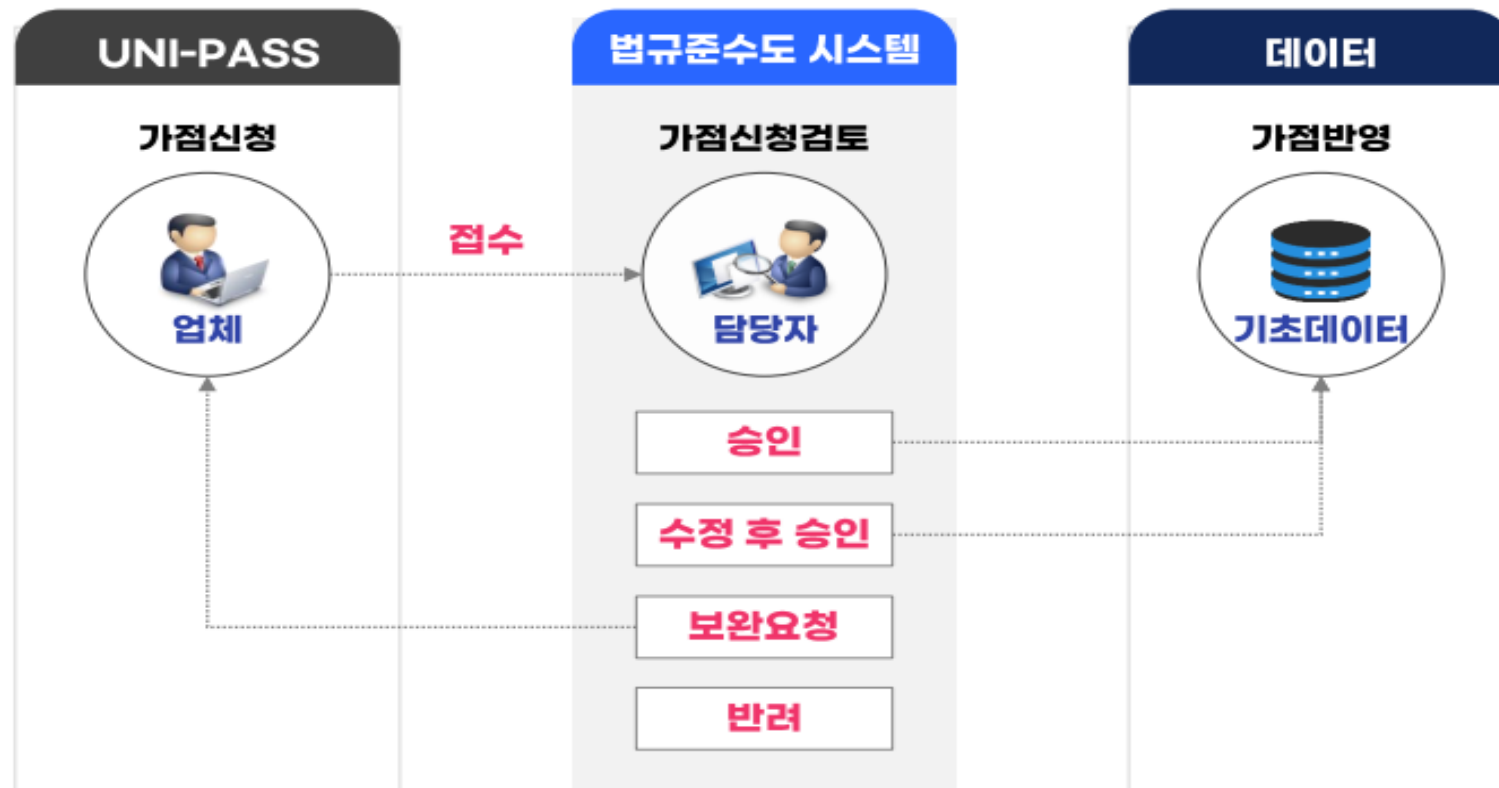 UNI-PASS
법규준수도 시스템
데이터
가점신청
가점신청검토
가점반영
접수
업체
담당자
기초데이터
승인
수정 후 승인
보완요청
반려